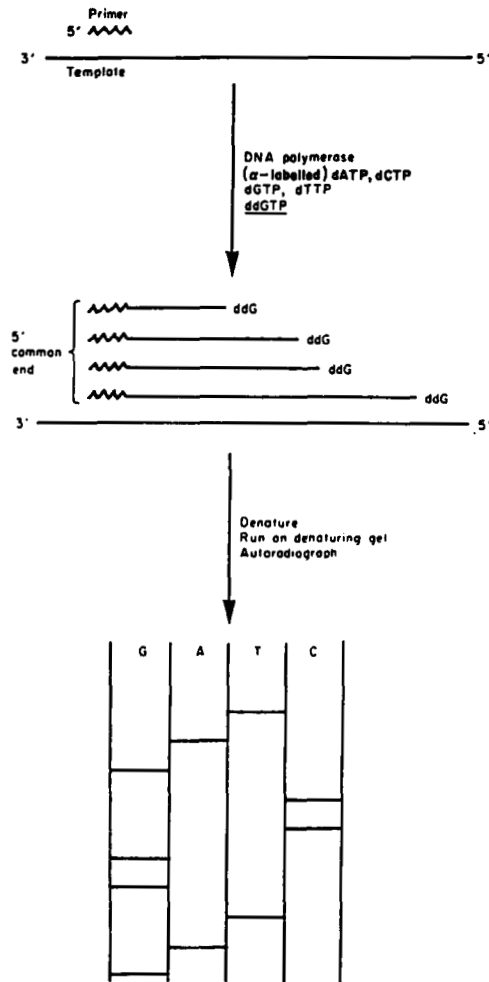 Primer
5'
3' 5'
Template
DNA polymerase
(α-labelled) dATP, dCTP
dGTP, dTTP
ddGTP
ddG
5'
common
end
ddG
ddG
ddG
3' 5'
Denature
Run on denaturing gel
Autoradiograph
G A T C